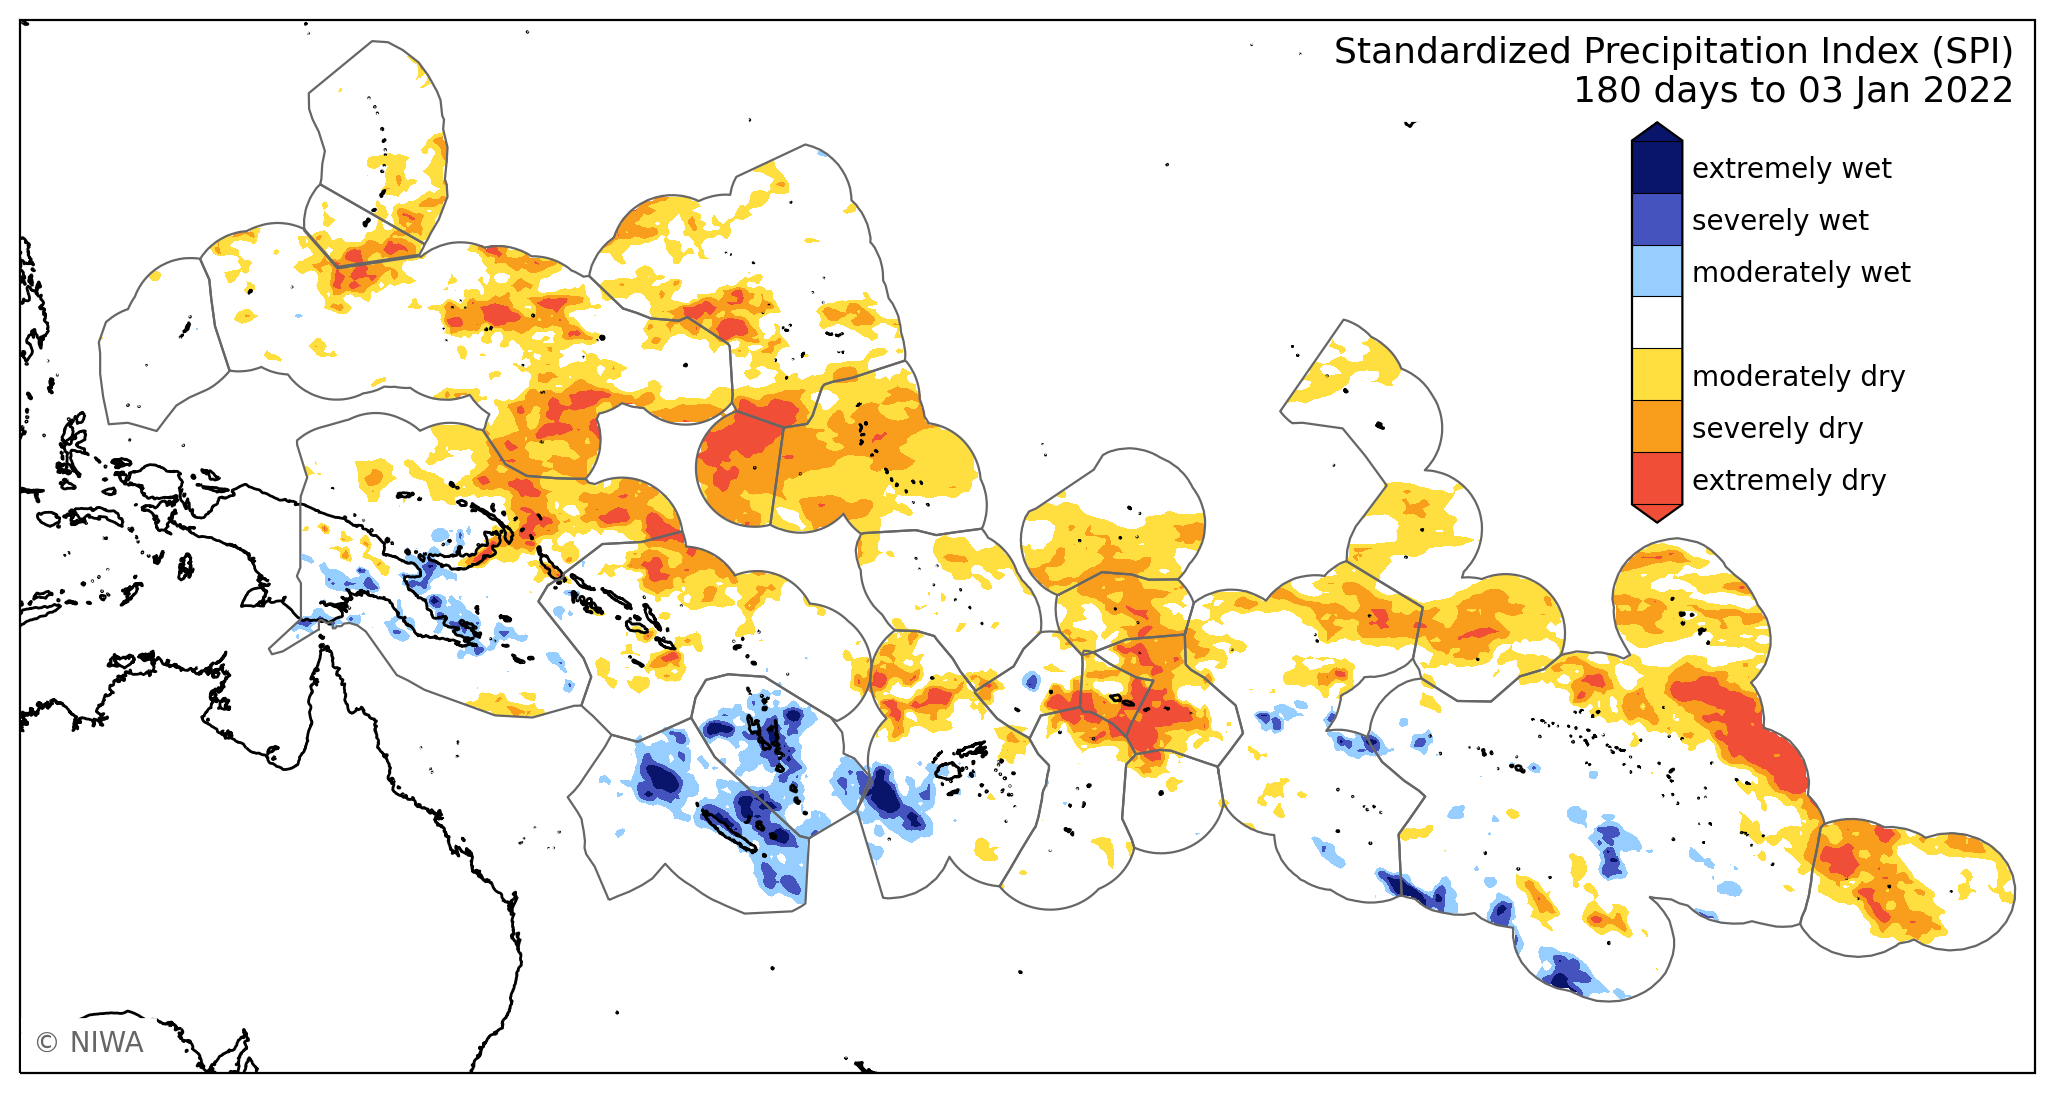 Standardized Precipitation Index (SPI)
180 days to 03 Jan 2022
extremely wet
severely wet
moderately wet
moderately dry
severely dry
extremely dry
© NIWA